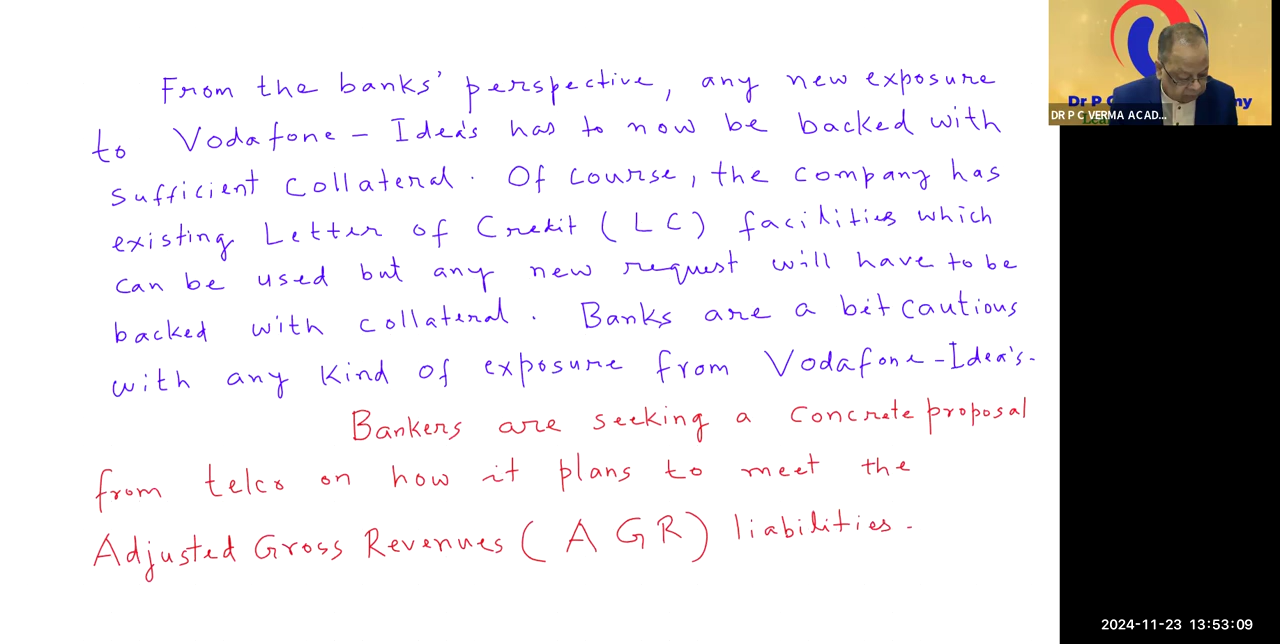 From the banks' perspective, any new exposure
to Vodafone - Idea's has to now be backed with
sufficient collateral. Of course, the company has
existing Letter of Credit (LC) facilities which
can be used but any new request will have to be
backed with collateral. Banks are a bit cautious
with any kind of exposure from Vodafone-Idea's.
Bankers are seeking a concrete proposal
from telco on how it plans to meet the
Adjusted Gross Revenues (AGR) liabilities.
Dr P
ny
DR P C VERMA ACAD...
2024-11-23 13:53:09